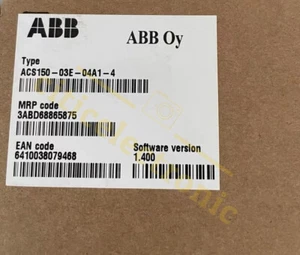 ABB
ABB Oy
Type
ACS150-03E-04A1-4
MRP code
3ABD68865875
EAN code
6410038079468
Software version
1.400